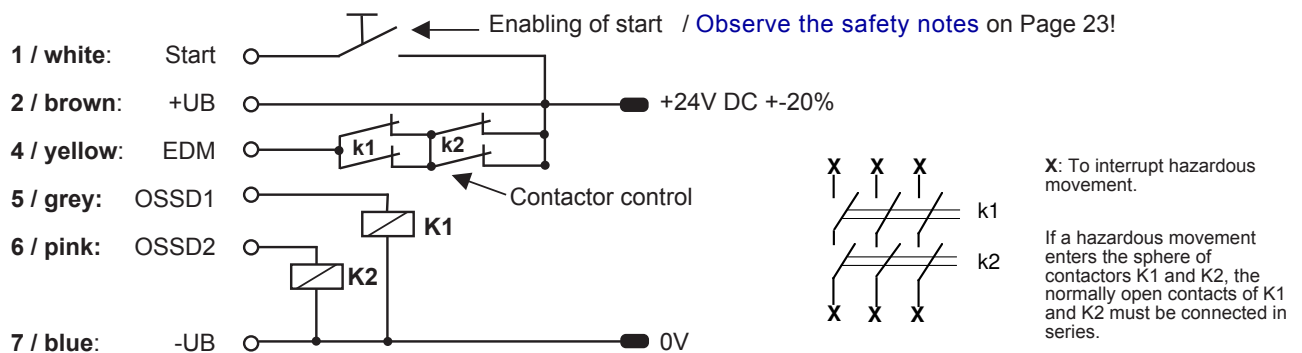 Enabling of start / Observe the safety notes on Page 23!
1 / white: Start
2 / brown: +UB +24V DC +-20%
4 / yellow: EDM k1 k2
Contactor control
5 / grey: OSSD1 K1
6 / pink: OSSD2 K2
7 / blue: -UB 0V
X X X
k1
k2
X X X
X: To interrupt hazardous
movement.
If a hazardous movement
enters the sphere of
contactors K1 and K2, the
normally open contacts of K1
and K2 must be connected in
series.